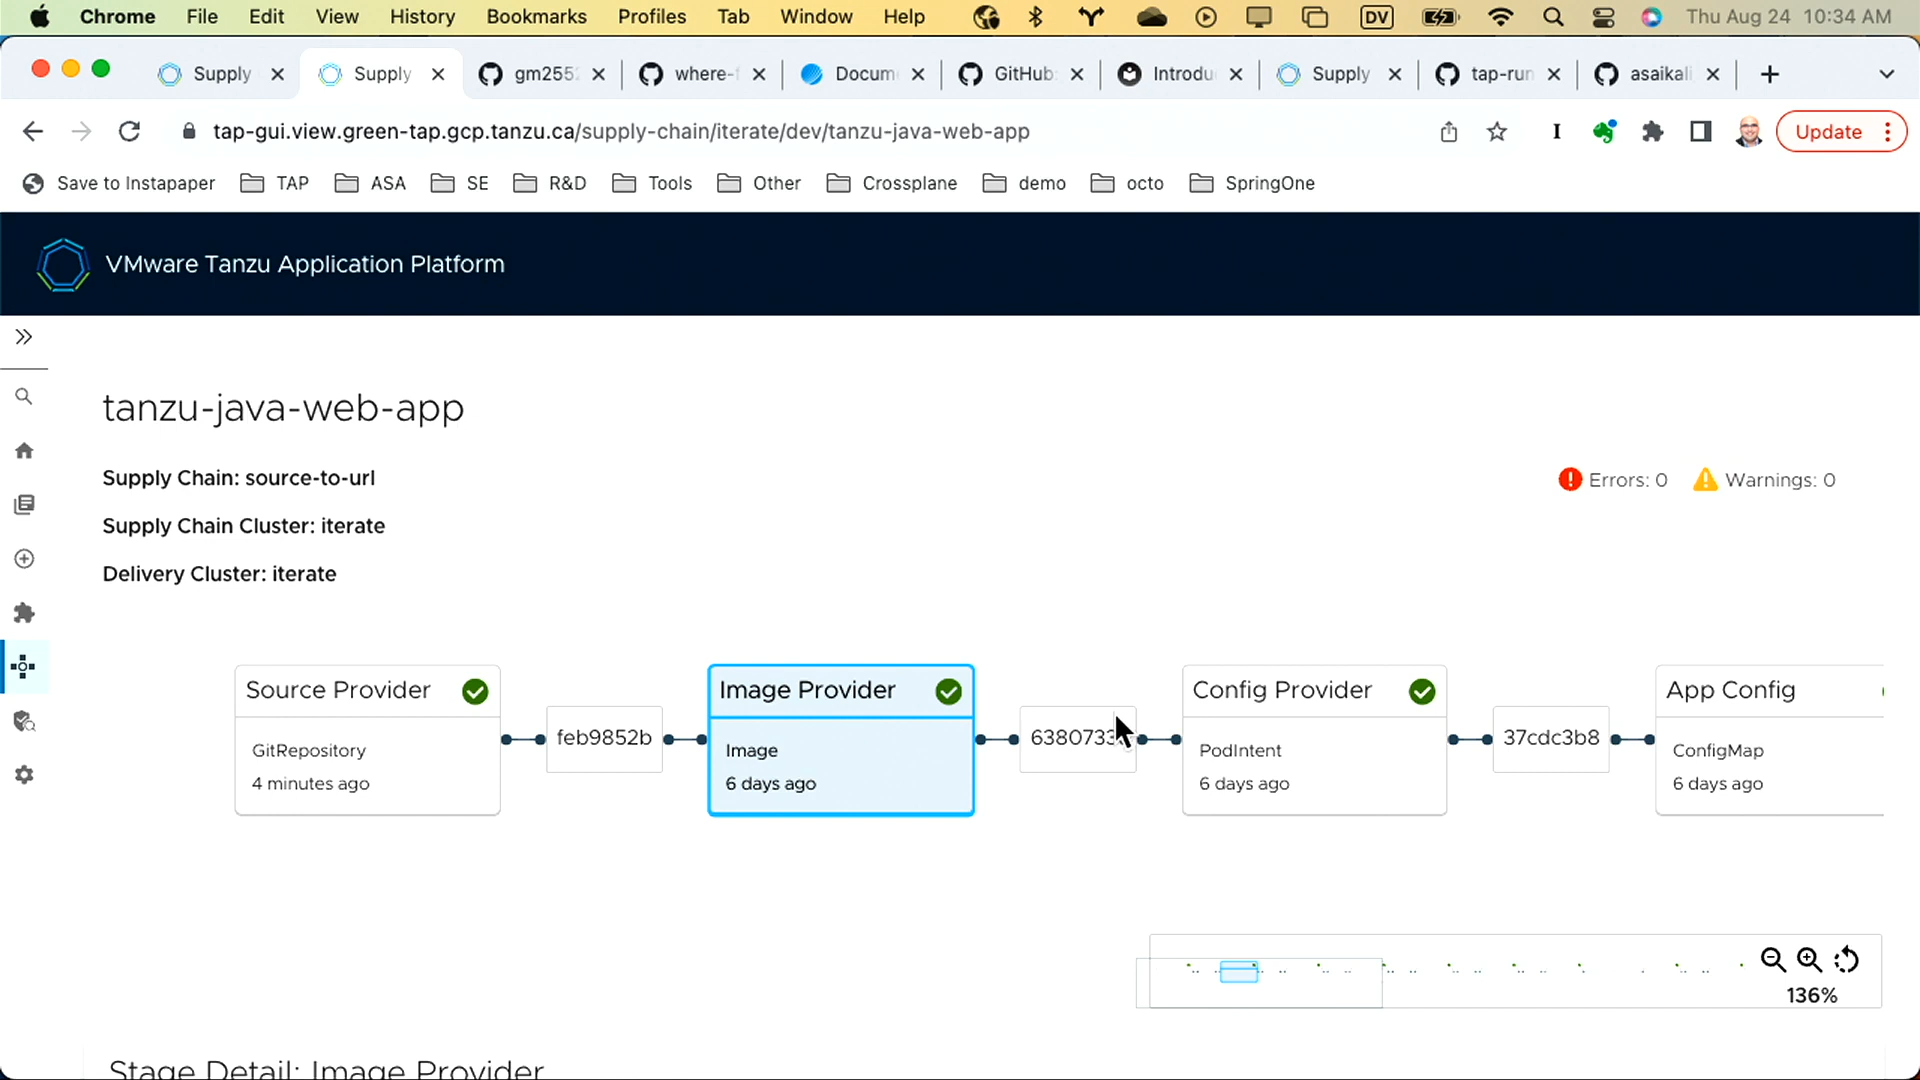 Chrome File Edit View History Bookmarks Profiles Tab Window Help DV Thu Aug 24 10:34 AM
Supply Supply gm255 where- Docum GitHub Introdu Supply tap-run asaikal
tap-gui.view.green-tap.gcp.tanzu.ca/supply-chain/iterate/dev/tanzu-java-web-app I Update
Save to Instapaper TAP ASA SE R&D Tools Other Crossplane demo octo SpringOne
VMware Tanzu Application Platform
tanzu-java-web-app
Supply Chain: source-to-url
Errors: 0 Warnings: 0
Supply Chain Cluster: iterate
Delivery Cluster: iterate
Source Provider Image Provider Config Provider App Config
feb9852b 6380733 37cdc3b8
GitRepository Image PodIntent ConfigMap
4 minutes ago 6 days ago 6 days ago 6 days ago
136%
Stage Detail: Image Provider